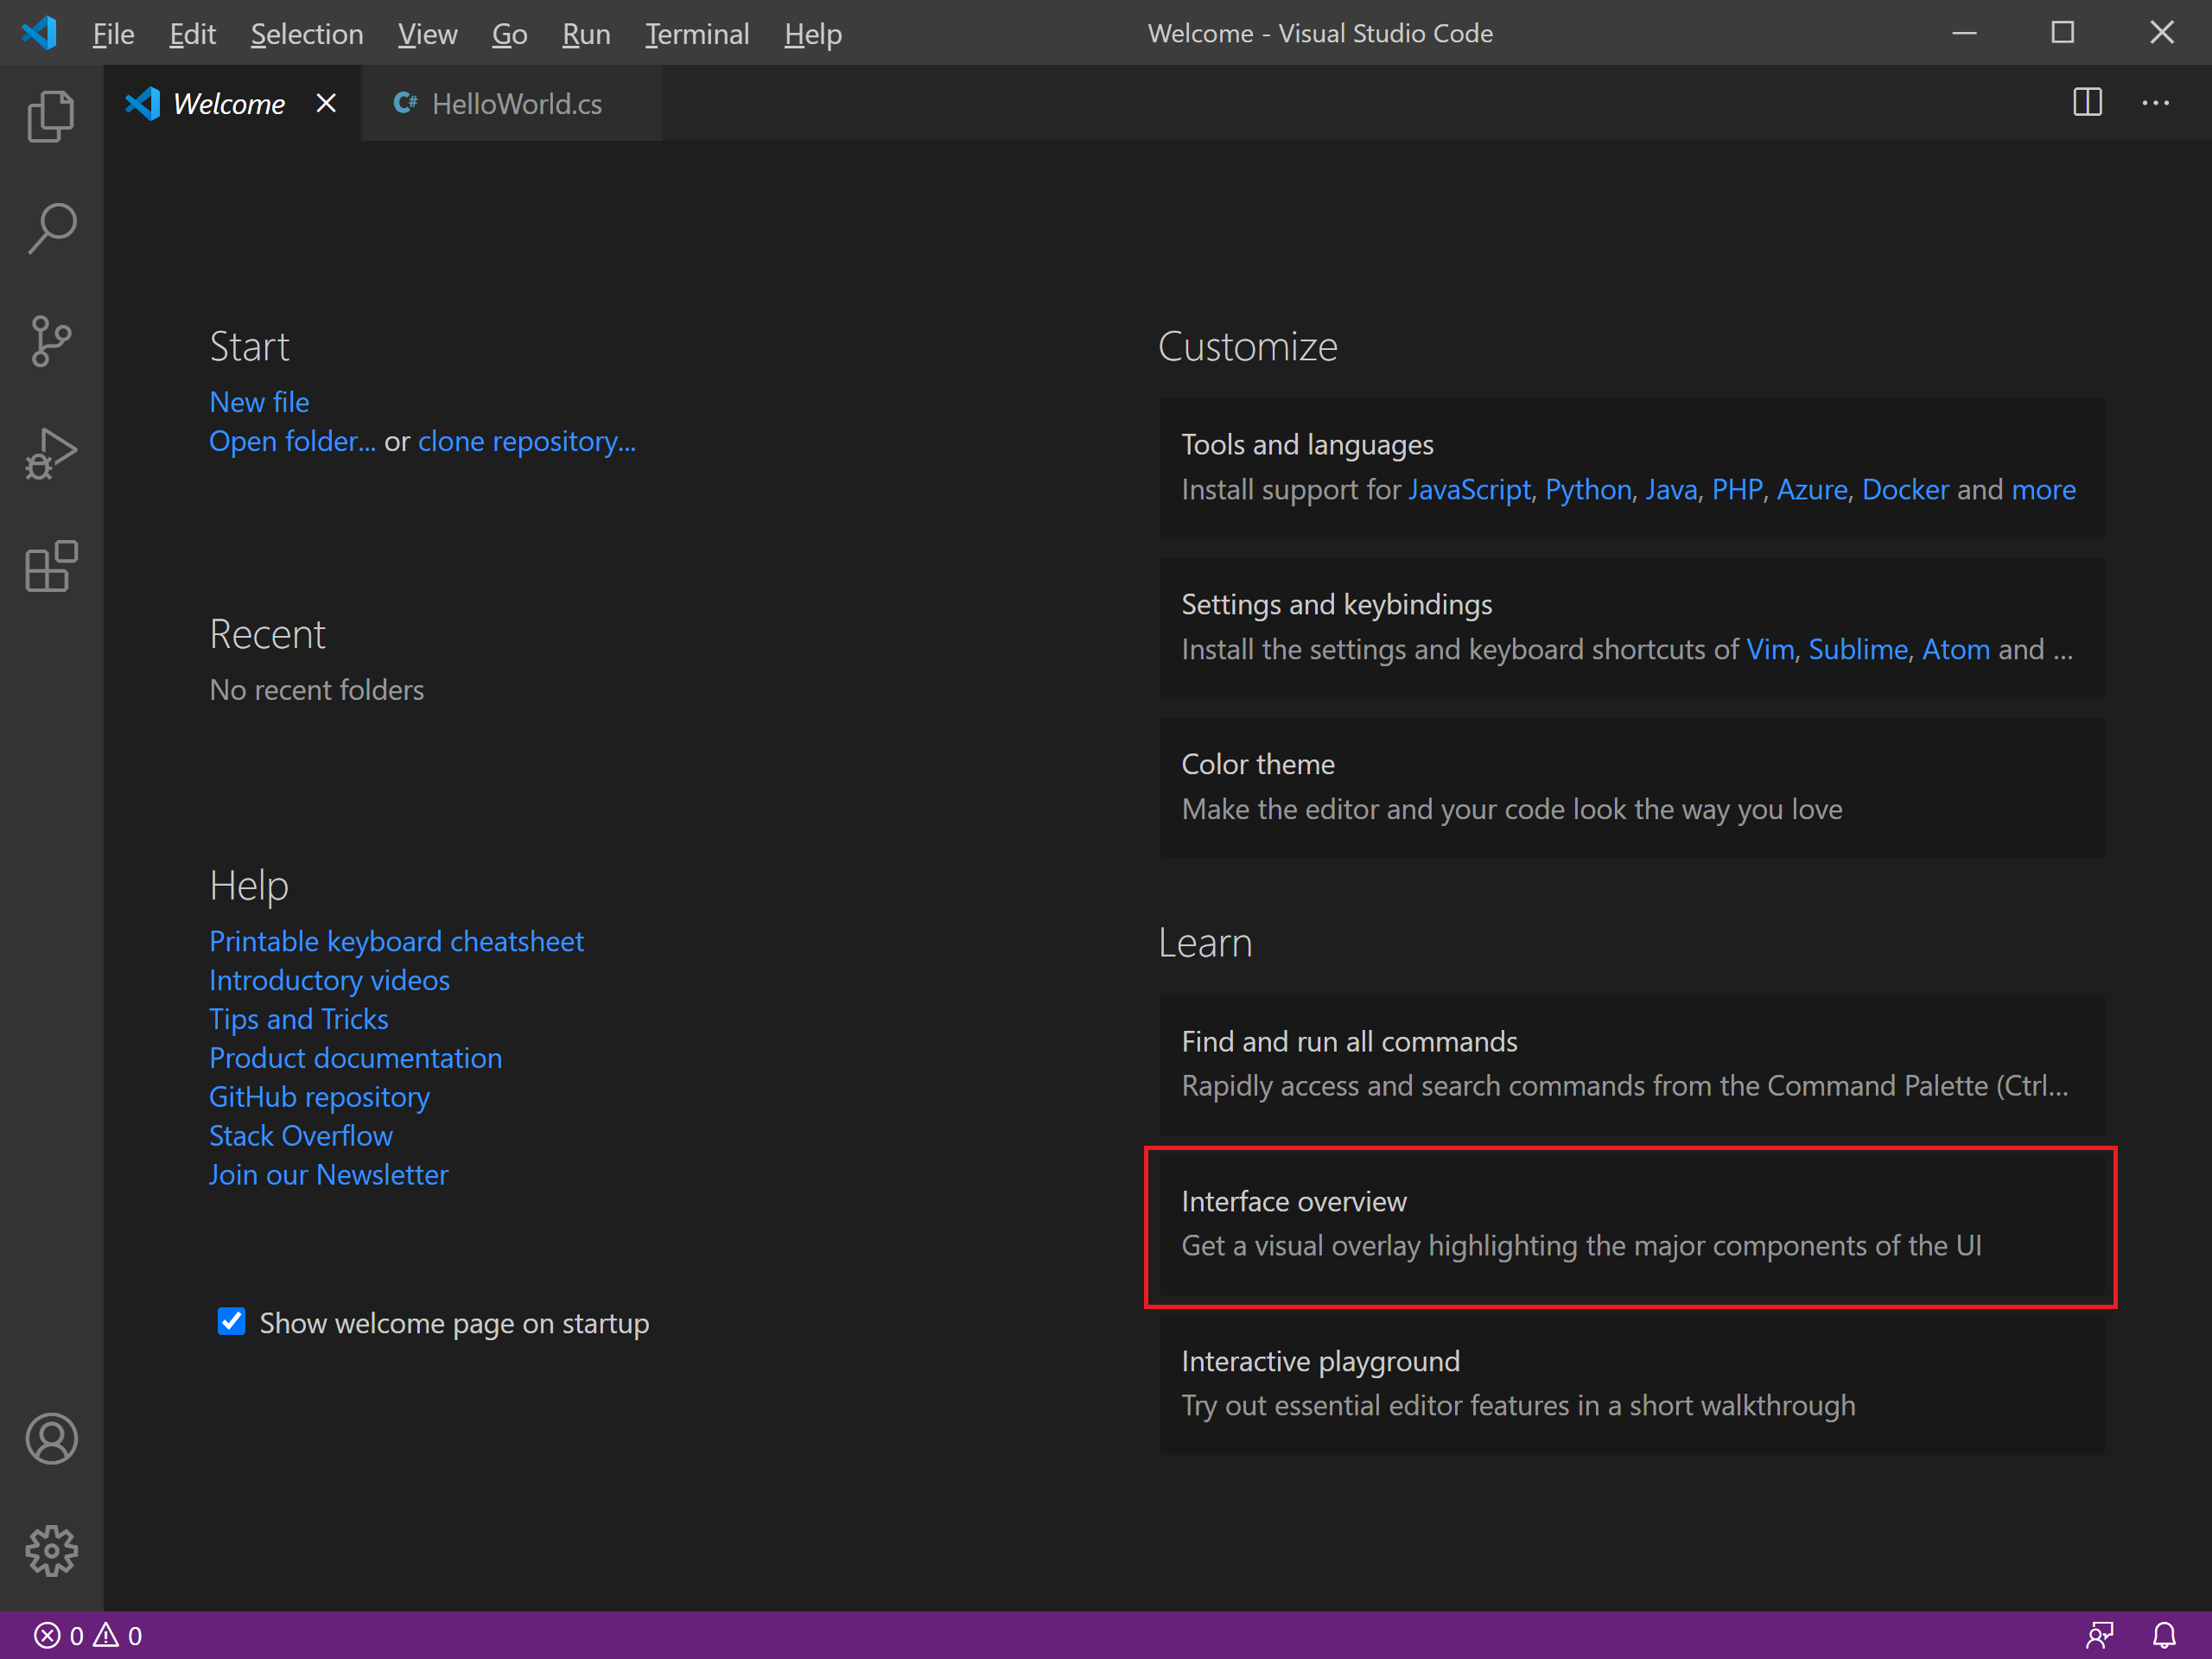 File Edit Selection View Go Run Terminal Help Welcome - Visual Studio Code
Welcome HelloWorld.cs
Start
New file
Open folder... or clone repository...
Recent
No recent folders
Help
Printable keyboard cheatsheet
Introductory videos
Tips and Tricks
Product documentation
GitHub repository
Stack Overflow
Join our Newsletter
Show welcome page on startup
Customize
Tools and languages
Install support for JavaScript, Python, Java, PHP, Azure, Docker and more
Settings and keybindings
Install the settings and keyboard shortcuts of Vim, Sublime, Atom and ...
Color theme
Make the editor and your code look the way you love
Learn
Find and run all commands
Rapidly access and search commands from the Command Palette (Ctrl...
Interface overview
Get a visual overlay highlighting the major components of the UI
Interactive playground
Try out essential editor features in a short walkthrough
0 0